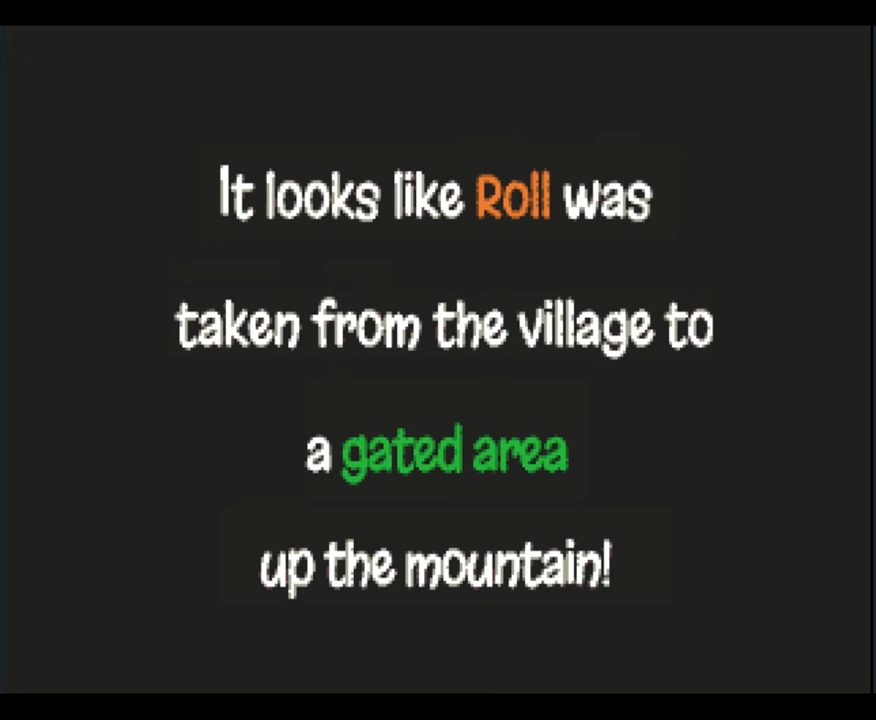 It looks like Roll was
taken from the village to
a gated area
up the mountain!